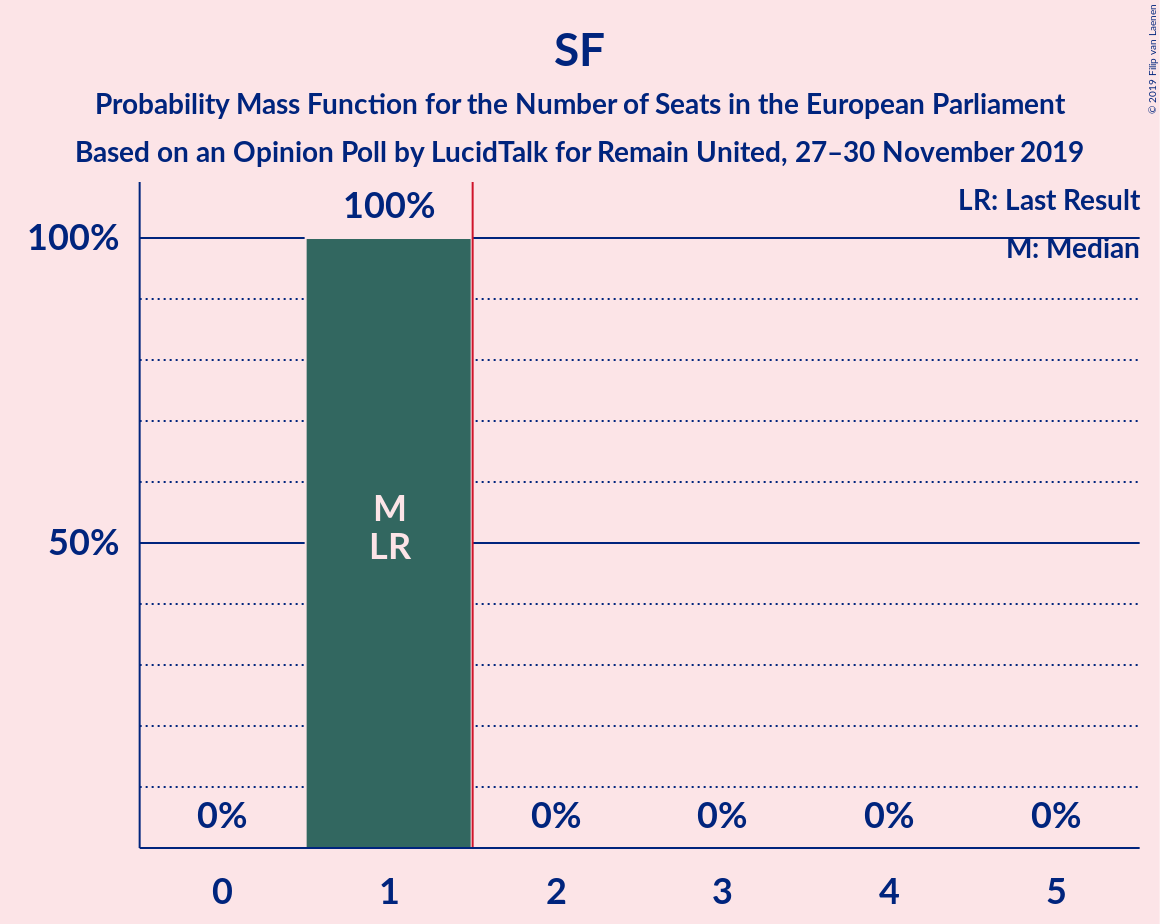 SF
Probability Mass Function for the Number of Seats in the European Parliament
Based on an Opinion Poll by LucidTalk for Remain United, 27–30 November 2019
© 2019 Filip van Laenen
LR: Last Result
M: Median
100%
100%
50%
M
LR
0%
0%
0%
0%
0%
0
1
2
3
4
5